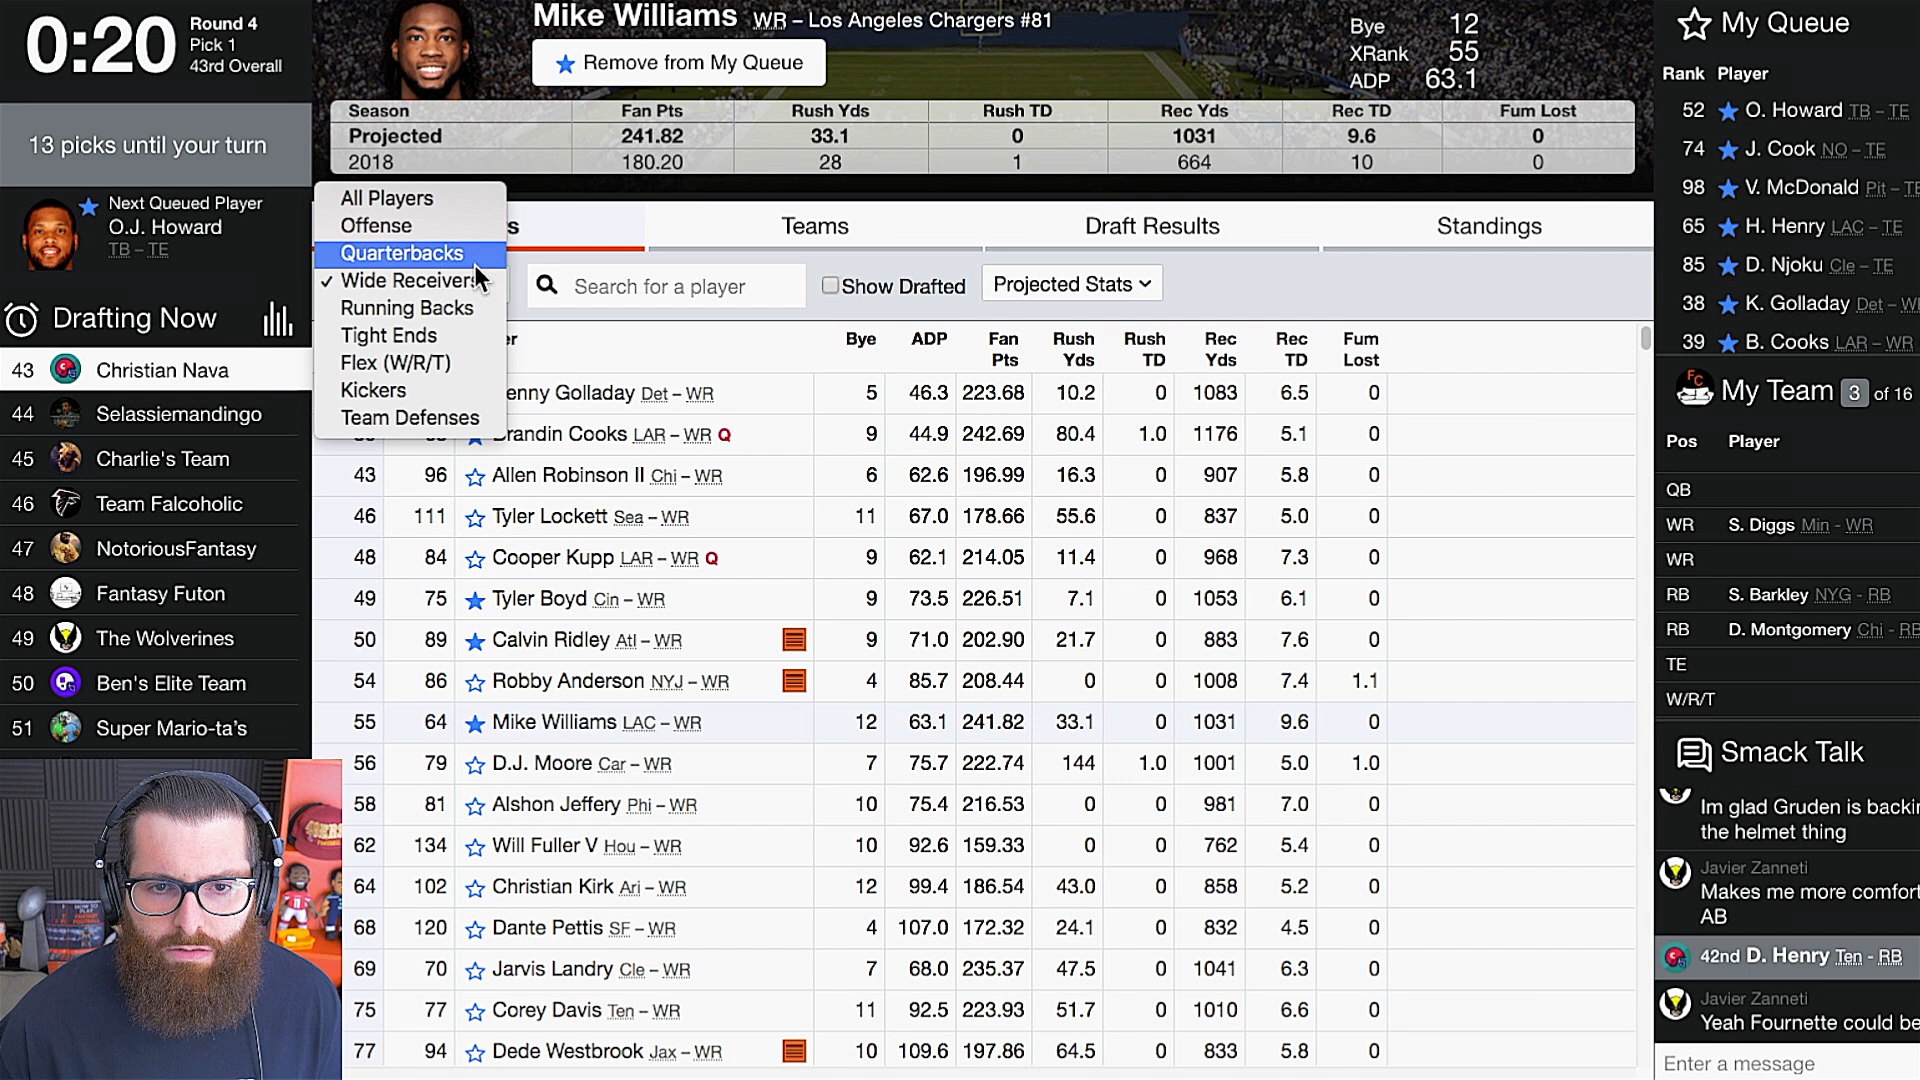 0:20
Round 4
Pick 1
43rd Overall
13 picks until your turn
Next Queued Player
O.J. Howard
TB – TE
Drafting Now
43 Christian Nava
44 Selassiemandingo
45 Charlie's Team
46 Team Falcoholic
47 NotoriousFantasy
48 Fantasy Futon
49 The Wolverines
50 Ben's Elite Team
51 Super Mario-ta's
Mike Williams WR – Los Angeles Chargers #81
Remove from My Queue
Bye 12
XRank 55
ADP 63.1
Season Fan Pts Rush Yds Rush TD Rec Yds Rec TD Fum Lost
Projected 241.82 33.1 0 1031 9.6 0
2018 180.20 28 1 664 10 0
All Players
Offense
Quarterbacks
✓ Wide Receivers
Running Backs
Tight Ends
Flex (W/R/T)
Kickers
Team Defenses
s Teams Draft Results Standings
Search for a player Show Drafted Projected Stats
er Bye ADP Fan Pts Rush Yds Rush TD Rec Yds Rec TD Fum Lost
enny Golladay Det – WR 5 46.3 223.68 10.2 0 1083 6.5 0
Brandin Cooks LAR – WR Q 9 44.9 242.69 80.4 1.0 1176 5.1 0
43 96 Allen Robinson II Chi – WR 6 62.6 196.99 16.3 0 907 5.8 0
46 111 Tyler Lockett Sea – WR 11 67.0 178.66 55.6 0 837 5.0 0
48 84 Cooper Kupp LAR – WR Q 9 62.1 214.05 11.4 0 968 7.3 0
49 75 Tyler Boyd Cin – WR 9 73.5 226.51 7.1 0 1053 6.1 0
50 89 Calvin Ridley Atl – WR 9 71.0 202.90 21.7 0 883 7.6 0
54 86 Robby Anderson NYJ – WR 4 85.7 208.44 0 0 1008 7.4 1.1
55 64 Mike Williams LAC – WR 12 63.1 241.82 33.1 0 1031 9.6 0
56 79 D.J. Moore Car – WR 7 75.7 222.74 144 1.0 1001 5.0 1.0
58 81 Alshon Jeffery Phi – WR 10 75.4 216.53 0 0 981 7.0 0
62 134 Will Fuller V Hou – WR 10 92.6 159.33 0 0 762 5.4 0
64 102 Christian Kirk Ari – WR 12 99.4 186.54 43.0 0 858 5.2 0
68 120 Dante Pettis SF – WR 4 107.0 172.32 24.1 0 832 4.5 0
69 70 Jarvis Landry Cle – WR 7 68.0 235.37 47.5 0 1041 6.3 0
75 77 Corey Davis Ten – WR 11 92.5 223.93 51.7 0 1010 6.6 0
77 94 Dede Westbrook Jax – WR 10 109.6 197.86 64.5 0 833 5.8 0
My Queue
Rank Player
52 O. Howard TB – TE
74 J. Cook NO – TE
98 V. McDonald Pit – TE
65 H. Henry LAC – TE
85 D. Njoku Cle – TE
38 K. Golladay Det – WR
39 B. Cooks LAR – WR
FC
My Team 3 of 16
Pos Player
QB
WR S. Diggs Min - WR
WR
RB S. Barkley NYG - RB
RB D. Montgomery Chi - RB
TE
W/R/T
Smack Talk
Im glad Gruden is backin
the helmet thing
Javier Zanneti
Makes me more comfort
AB
42nd D. Henry Ten - RB
Javier Zanneti
Yeah Fournette could be
Enter a message